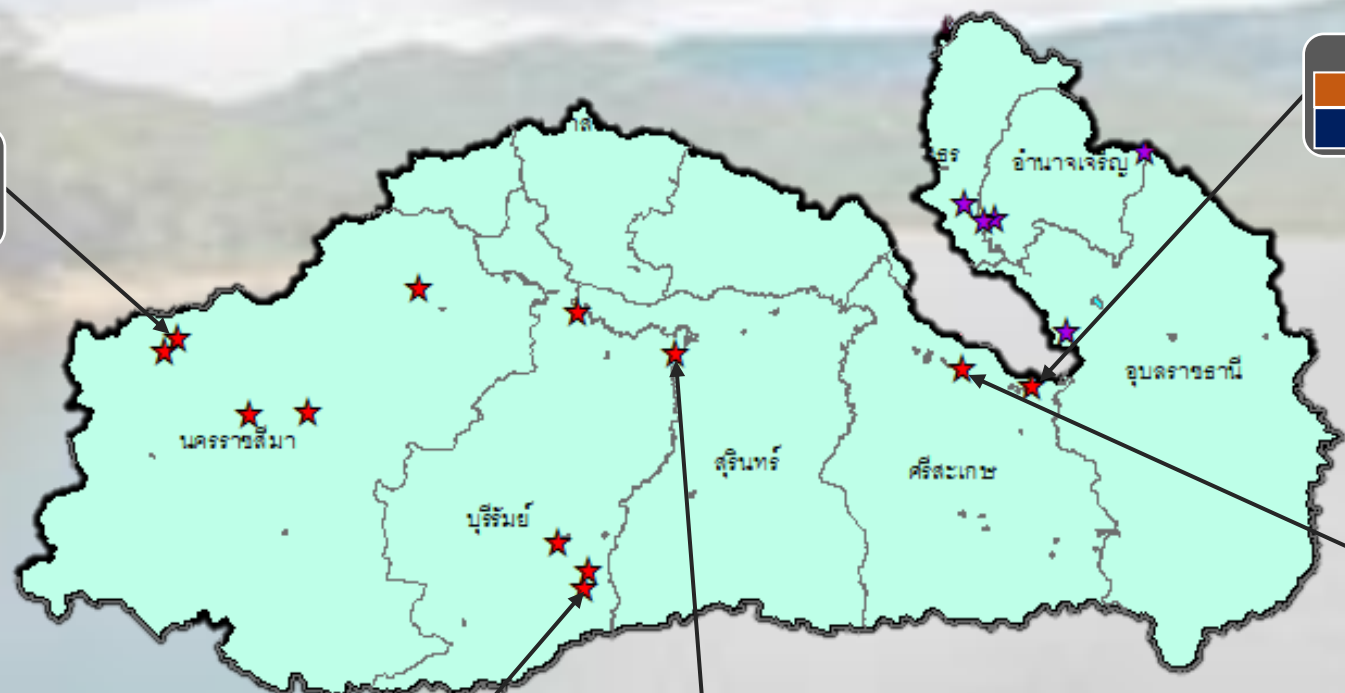 อำนาจเจริญ
อุบลราชธานี
นครราชสีมา
สุรินทร์
ศรีสะเกษ
บุรีรัมย์